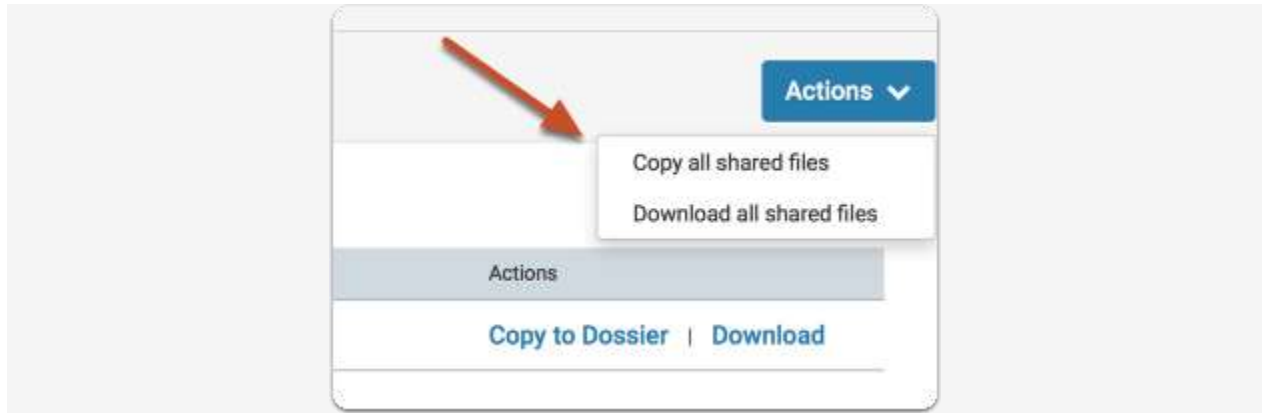 Actions
Copy all shared files
Download all shared files
Actions
Copy to Dossier | Download